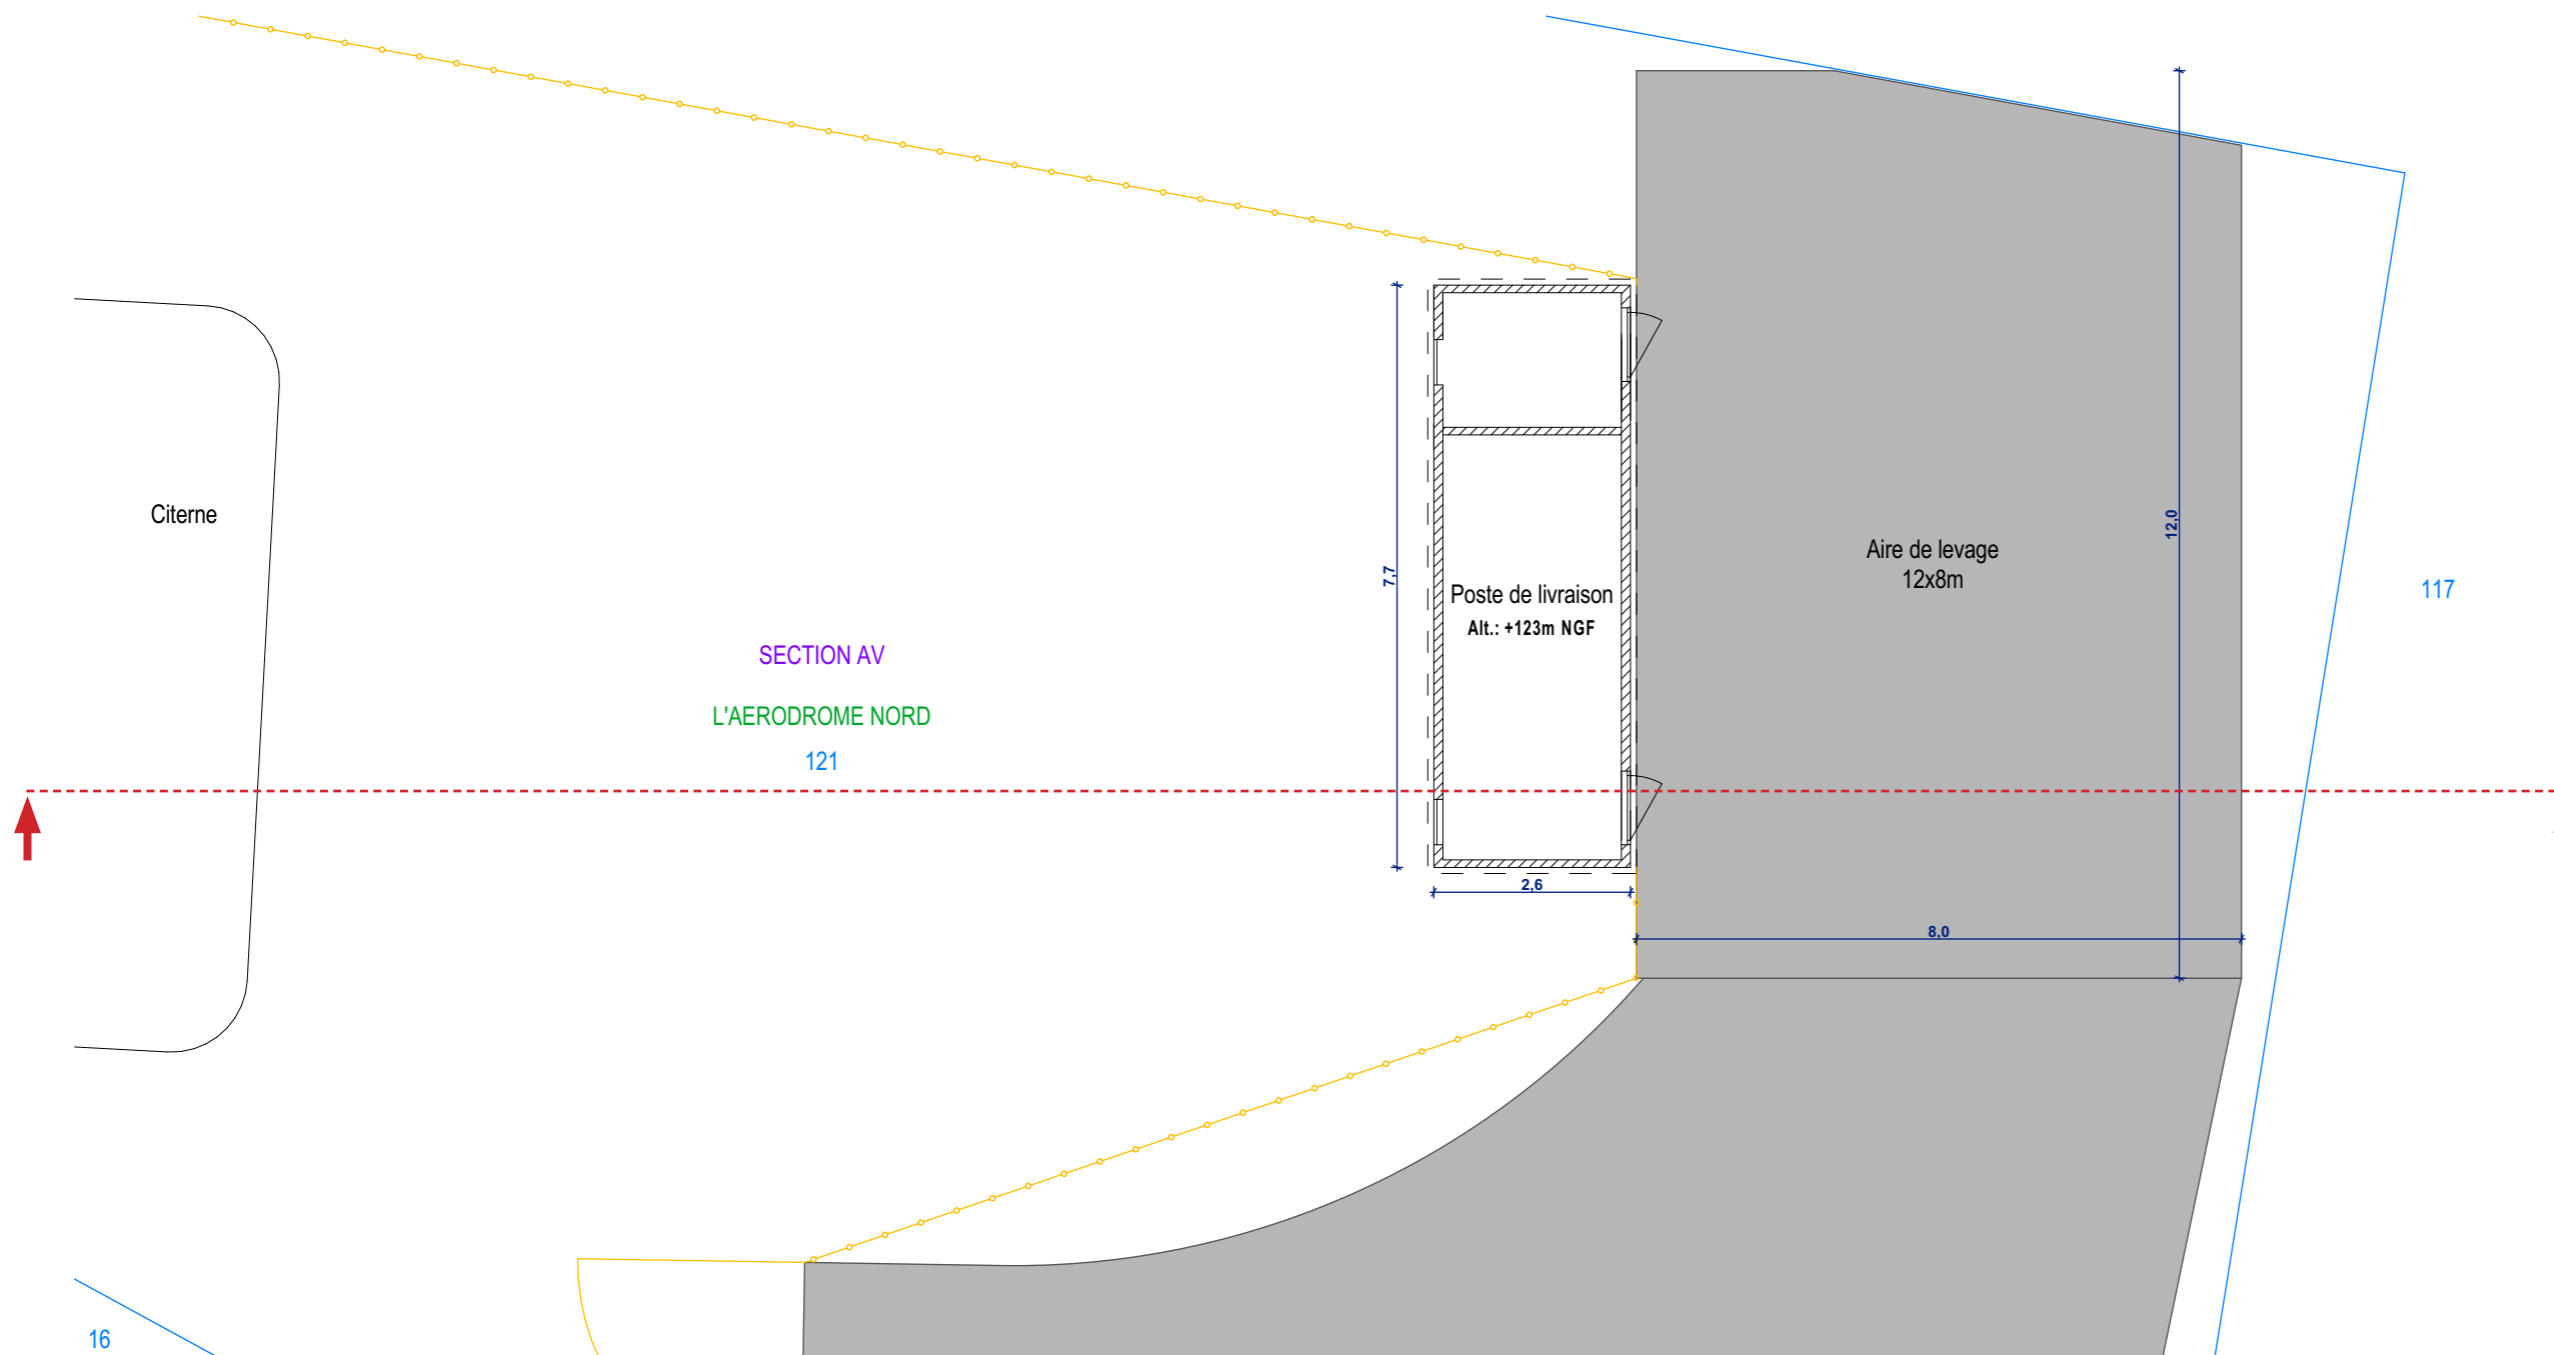 Citerne
SECTION AV
L'AERODROME NORD
121
7,7
Poste de livraison
Alt.: +123m NGF
2,6
Aire de levage
12x8m
12,0
8,0
117
16